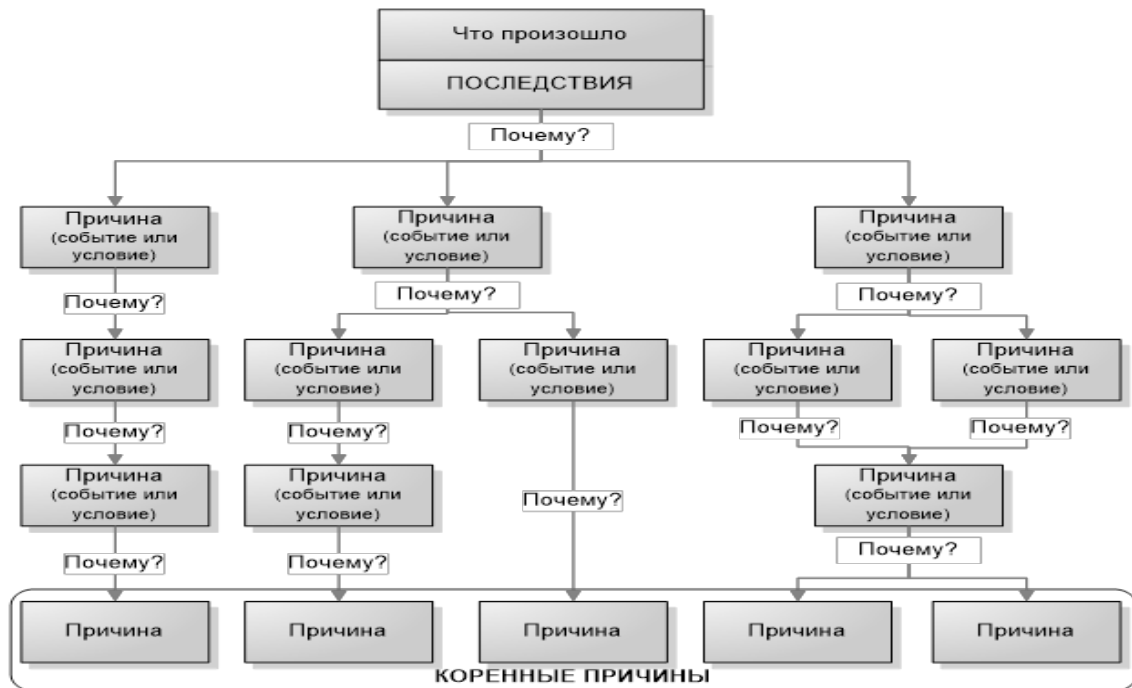 Что произошло
ПОСЛЕДСТВИЯ
Почему?
Причина
(событие или
условие)
Причина
(событие или
условие)
Причина
(событие или
условие)
Почему?
Почему?
Почему?
Причина
(событие или
условие)
Причина
(событие или
условие)
Причина
(событие или
условие)
Причина
(событие или
условие)
Причина
(событие или
условие)
Почему?
Почему?
Почему?
Почему?
Причина
(событие или
условие)
Причина
(событие или
условие)
Почему?
Причина
(событие или
условие)
Почему?
Почему?
Почему?
Причина
Причина
Причина
Причина
Причина
КОРЕННЫЕ ПРИЧИНЫ